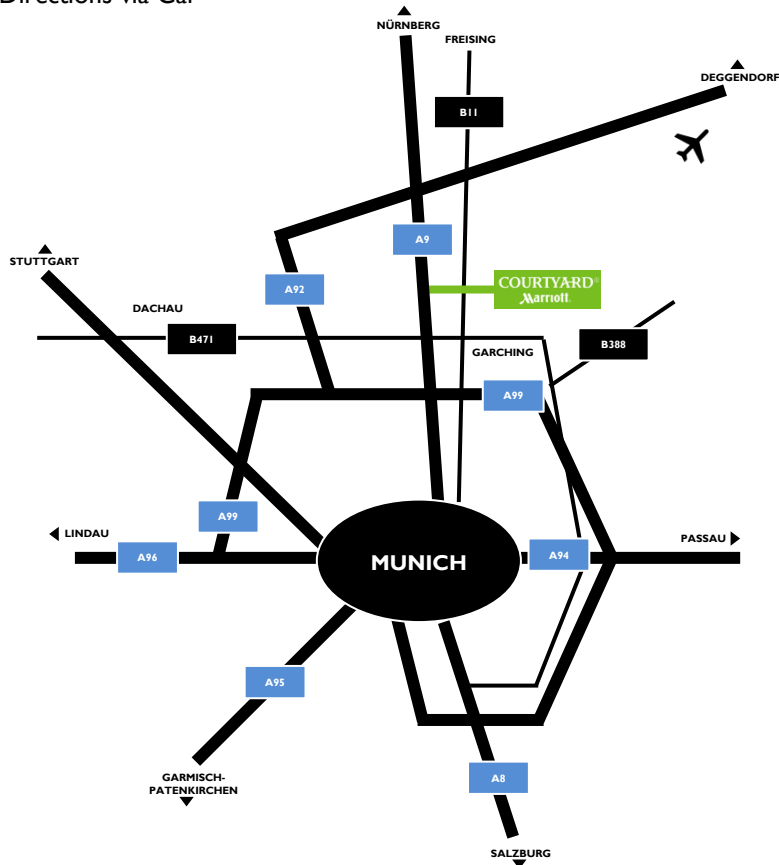 Directions via Car
NÜRNBERG
FREISING
DEGGENDORF
B11
A9
STUTTGART
A92
COURTYARD®
Marriott.
DACHAU
B471
GARCHING
B388
A99
A99
LINDAU
A96
MUNICH
A94
PASSAU
A95
GARMISCH-
PATENKIRCHEN
A8
SALZBURG